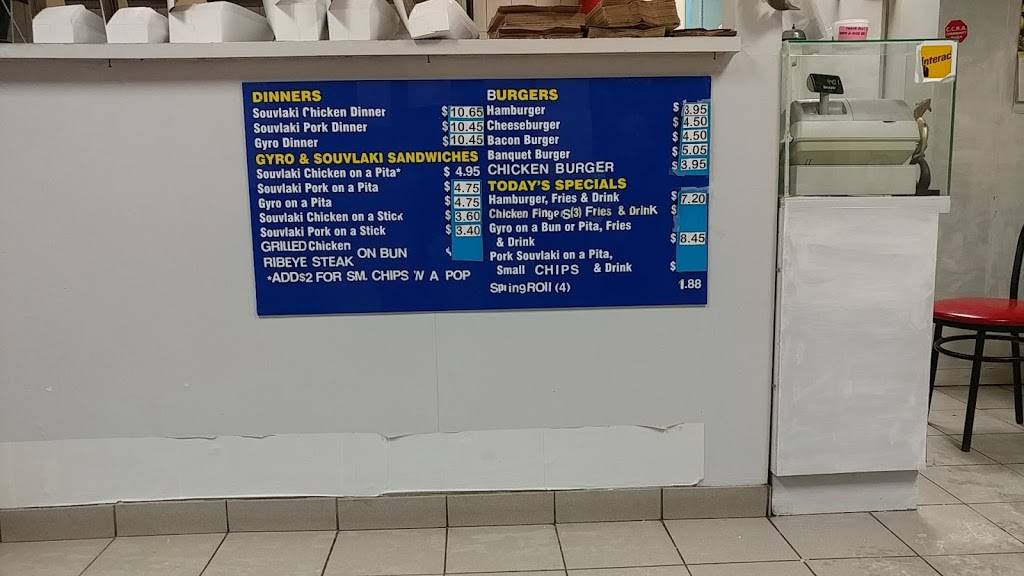 DINNERS
Souvlaki Chicken Dinner $10.65
Souvlaki Pork Dinner $10.45
Gyro Dinner $10.45
GYRO & SOUVLAKI SANDWICHES
Souvlaki Chicken on a Pita* $ 4.95
Souvlaki Pork on a Pita $ 4.75
Gyro on a Pita $ 4.75
Souvlaki Chicken on a Stick $ 3.60
Souvlaki Pork on a Stick $ 3.40
GRILLED Chicken
RIBEYE STEAK ON BUN
*ADD$2 FOR SM. CHIPS W A POP
BURGERS
Hamburger $ 3.95
Cheeseburger $ 4.50
Bacon Burger $ 4.50
Banquet Burger $ 5.05
CHICKEN BURGER $ 3.95
TODAY'S SPECIALS
Hamburger, Fries & Drink $ 7.20
Chicken Fingers(3) Fries & DrinK $
Gyro on a Bun or Pita, Fries
& Drink $ 8.45
Pork Souvlaki on a Pita,
Small CHIPS & Drink $
SpringROll (4) 1.88
Interac